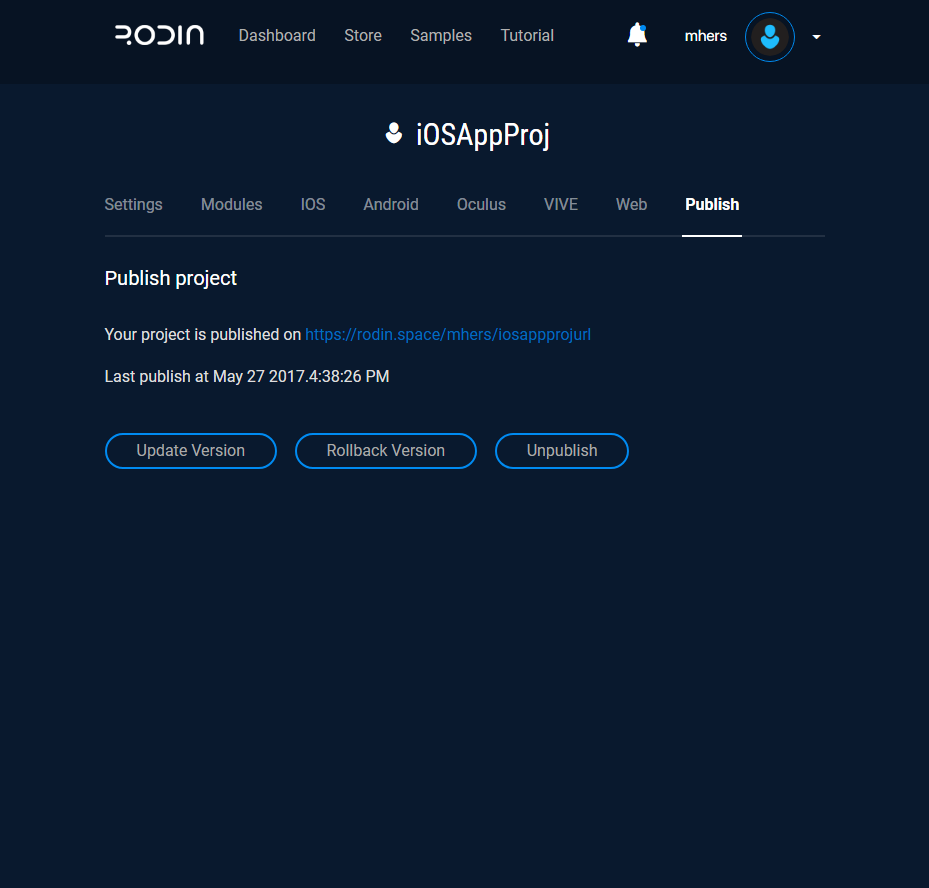 RODIN Dashboard Store Samples Tutorial mhers
iOSAppProj
Settings Modules IOS Android Oculus VIVE Web Publish
Publish project
Your project is published on https://rodin.space/mhers/iosappprojurl
Last publish at May 27 2017.4:38:26 PM
Update Version Rollback Version Unpublish